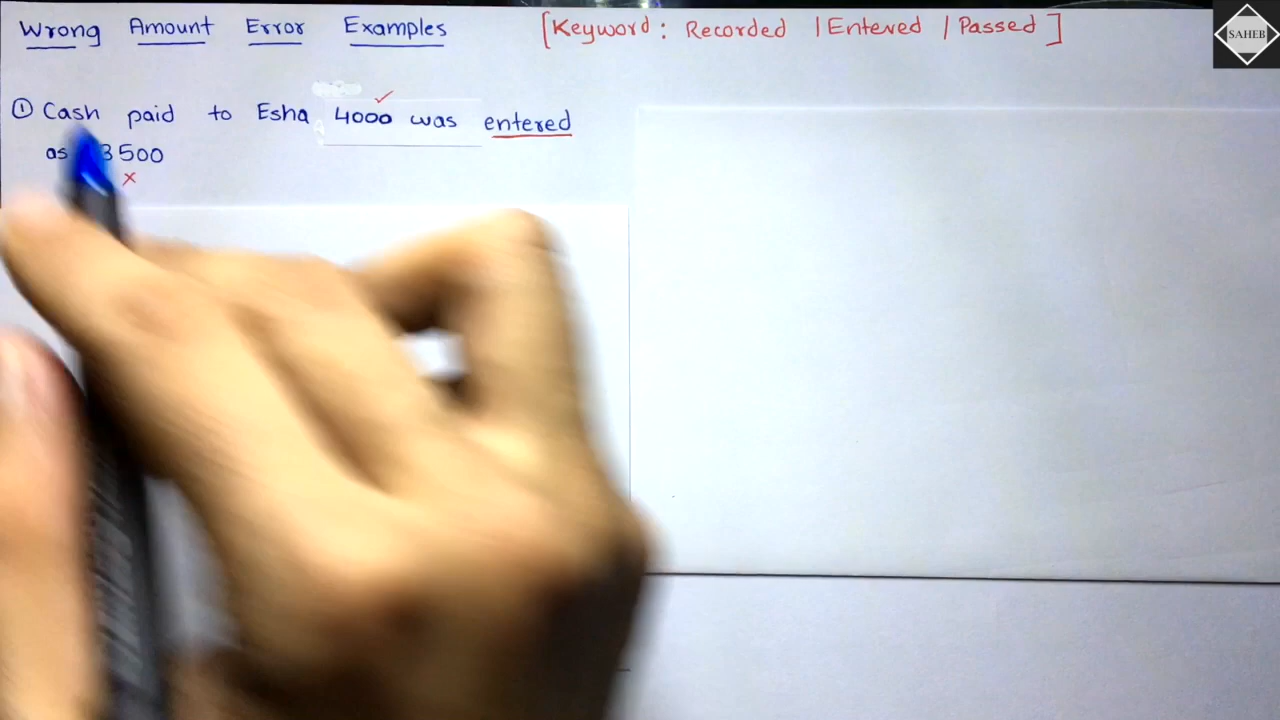 Wrong Amount Error Examples [Keyword: Recorded | Entered | Passed]
SAHEB
① Cash paid to Esha 4000 ✓ was entered
as 3500
×